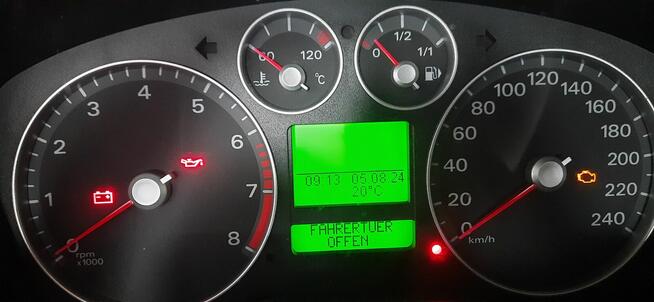 60 120
°C
0 1/2 1/1
0 1 2 3 4 5 6 7 8
rpm
x1000
09:13 05.08.24
20°C
FAHRERTUER
OFFEN
0 20 40 60 80 100 120 140 160 180 200 220 240
km/h